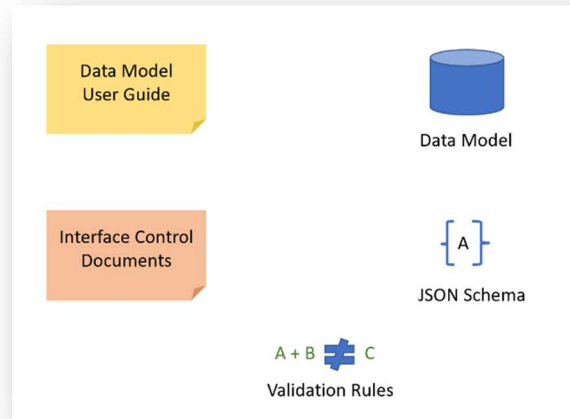 Data Model
User Guide
Data Model
Interface Control
Documents
{A}
JSON Schema
A + B ≠ C
Validation Rules